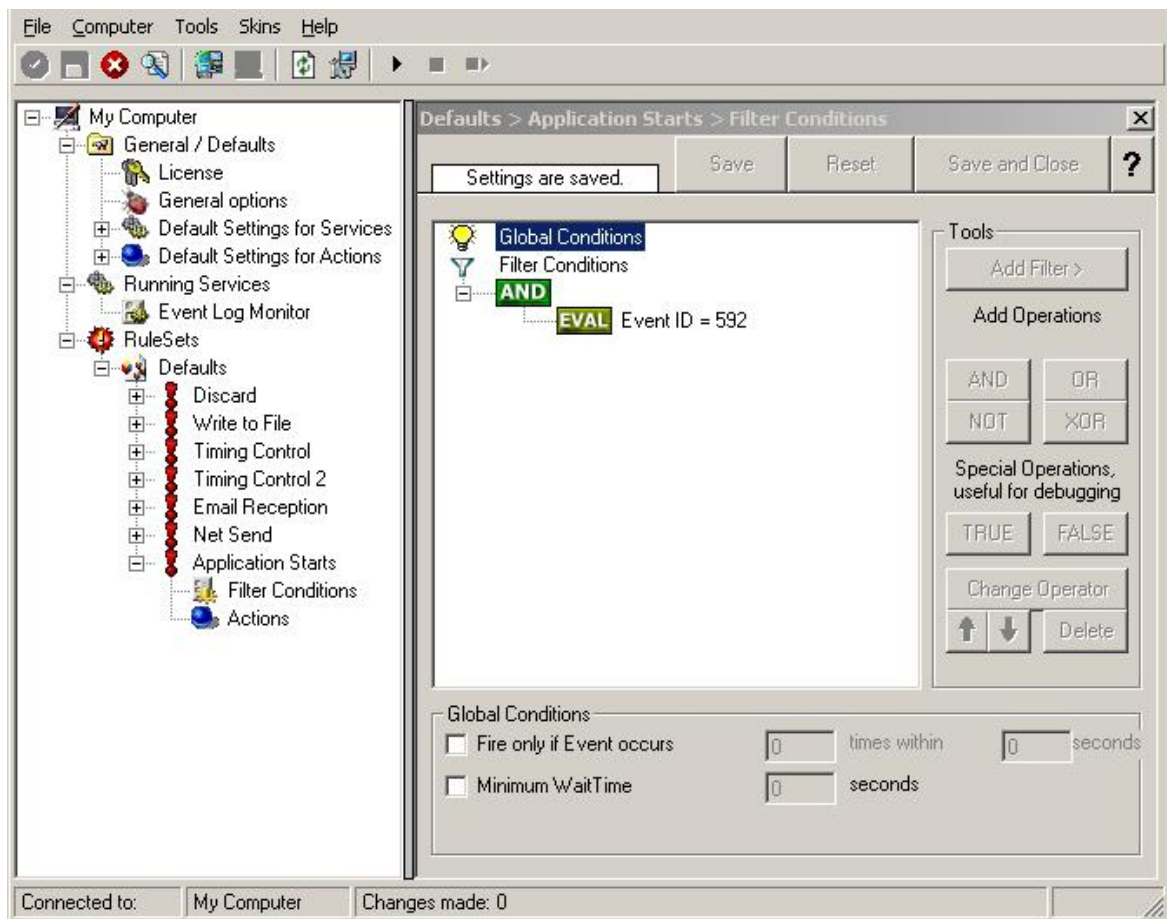 File Computer Tools Skins Help
My Computer
General / Defaults
License
General options
Default Settings for Services
Default Settings for Actions
Running Services
Event Log Monitor
RuleSets
Defaults
Discard
Write to File
Timing Control
Timing Control 2
Email Reception
Net Send
Application Starts
Filter Conditions
Actions
Defaults > Application Starts > Filter Conditions
Settings are saved. Save Reset Save and Close ?
Global Conditions
Filter Conditions
AND
EVAL Event ID = 592
Tools
Add Filter >
Add Operations
AND OR
NOT XOR
Special Operations,
useful for debugging
TRUE FALSE
Change Operator
Delete
Global Conditions
Fire only if Event occurs 0 times within 0 seconds
Minimum WaitTime 0 seconds
Connected to: My Computer Changes made: 0